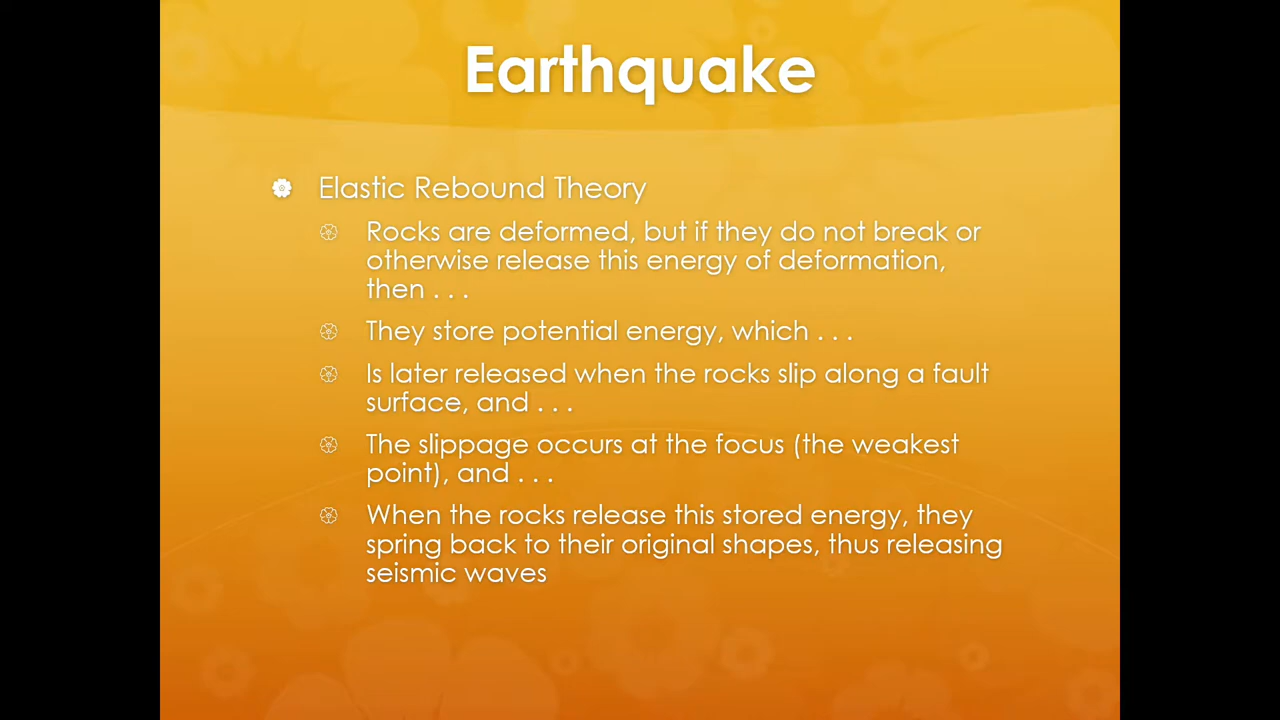 Earthquake
Elastic Rebound Theory
Rocks are deformed, but if they do not break or
otherwise release this energy of deformation,
then . . .
They store potential energy, which . . .
Is later released when the rocks slip along a fault
surface, and . . .
The slippage occurs at the focus (the weakest
point), and . . .
When the rocks release this stored energy, they
spring back to their original shapes, thus releasing
seismic waves